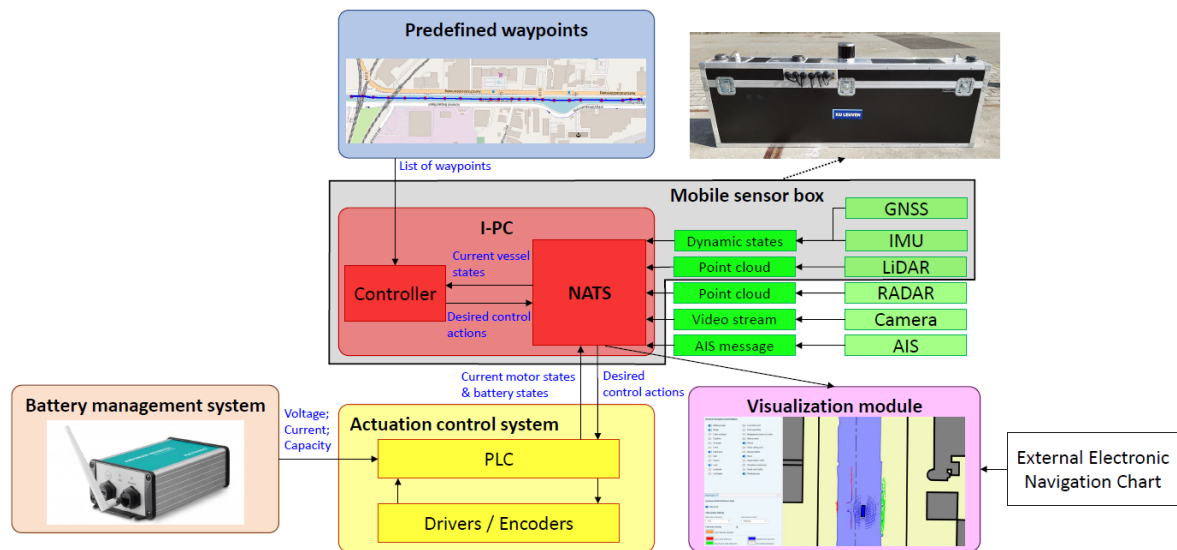 Predefined waypoints
KU LEUVEN
List of waypoints
Mobile sensor box
GNSS
I-PC
Dynamic states
IMU
Current vessel
states
Point cloud
LiDAR
Controller
NATS
Point cloud
RADAR
Desired control
actions
Video stream
Camera
AIS message
AIS
Current motor states
& battery states
Desired
control actions
Battery management system
Voltage;
Current;
Capacity
Actuation control system
PLC
Drivers / Encoders
Visualization module
External Electronic
Navigation Chart